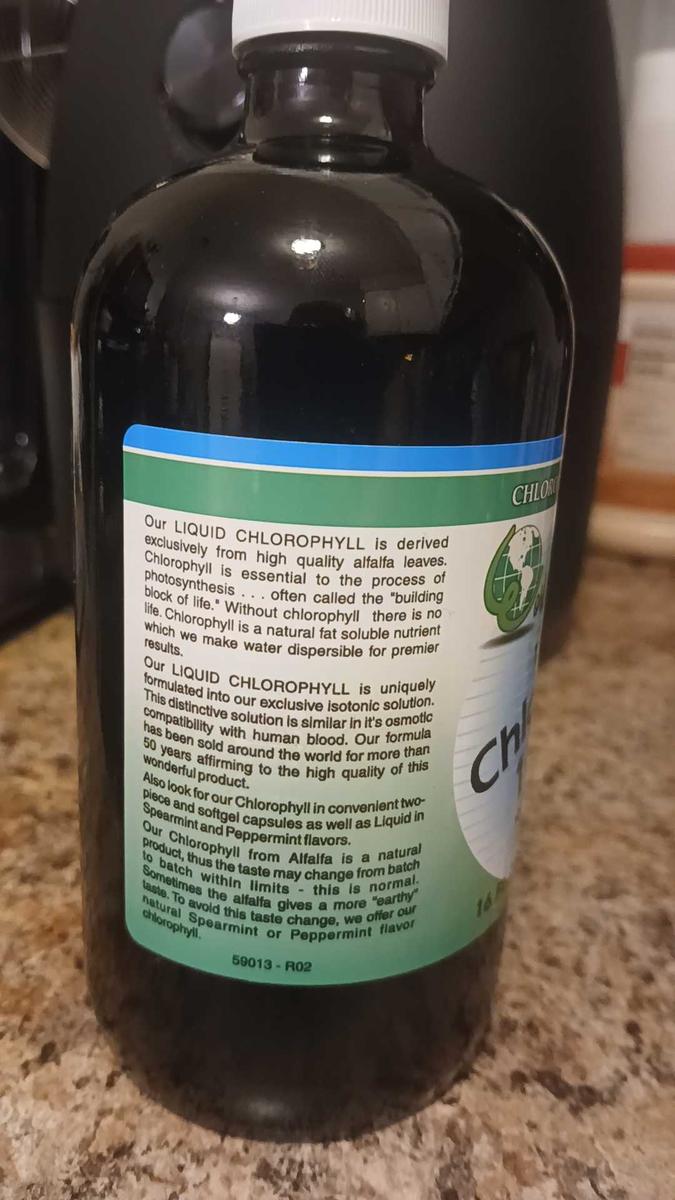 Our LIQUID CHLOROPHYLL is derived
exclusively from high quality alfalfa leaves.
Chlorophyll is essential to the process of
photosynthesis . . . often called the "building
block of life." Without chlorophyll there is no
life. Chlorophyll is a natural fat soluble nutrient
which we make water dispersible for premier
results.
Our LIQUID CHLOROPHYLL is uniquely
formulated into our exclusive isotonic solution.
This distinctive solution is similar in it's osmotic
compatibility with human blood. Our formula
has been sold around the world for more than
50 years affirming to the high quality of this
wonderful product.
Also look for our Chlorophyll in convenient two-
piece and softgel capsules as well as Liquid in
Spearmint and Peppermint flavors.
Our Chlorophyll from Alfalfa is a natural
product, thus the taste may change from batch
to batch within limits - this is normal.
Sometimes the alfalfa gives a more "earthy"
taste. To avoid this taste change, we offer our
natural Spearmint or Peppermint flavor
chlorophyll.
59013 - R02
CHLORO
Chl
16